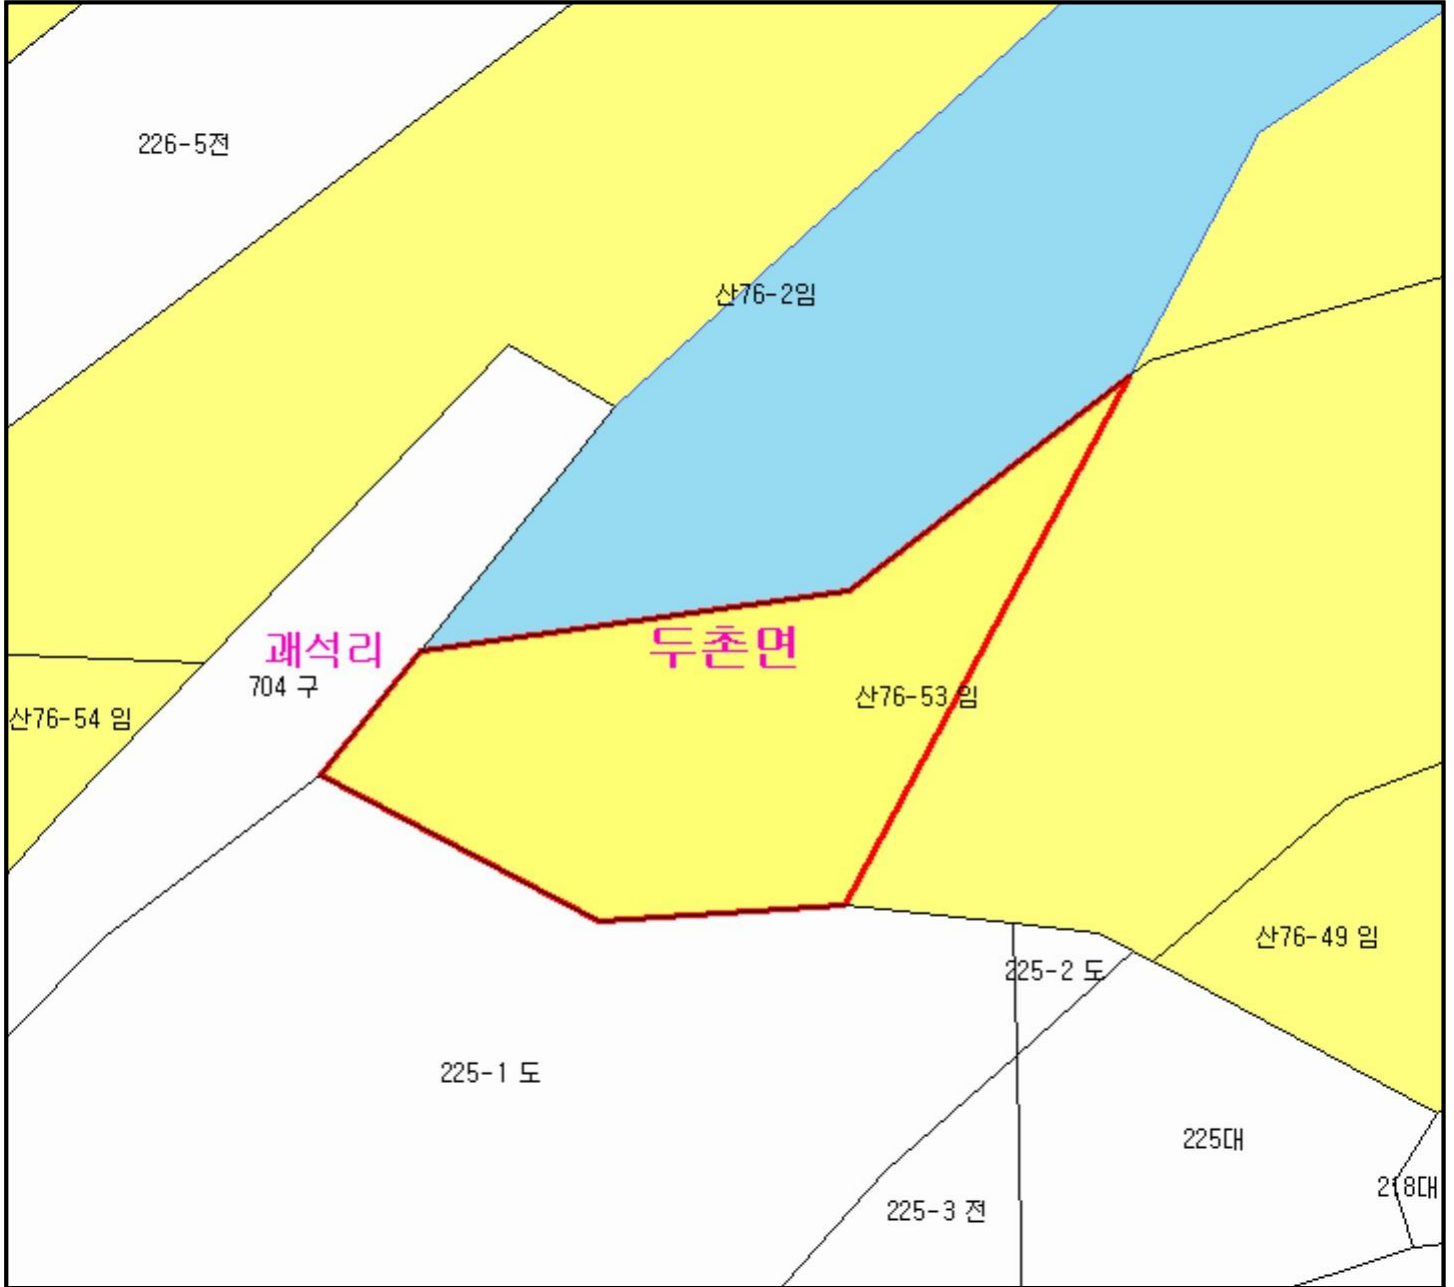 226-5전
산76-2임
괘석리
두촌면
704 구
산76-53 임
산76-54 임
산76-49 임
225-2 도
225-1 도
225대
218대
225-3 전